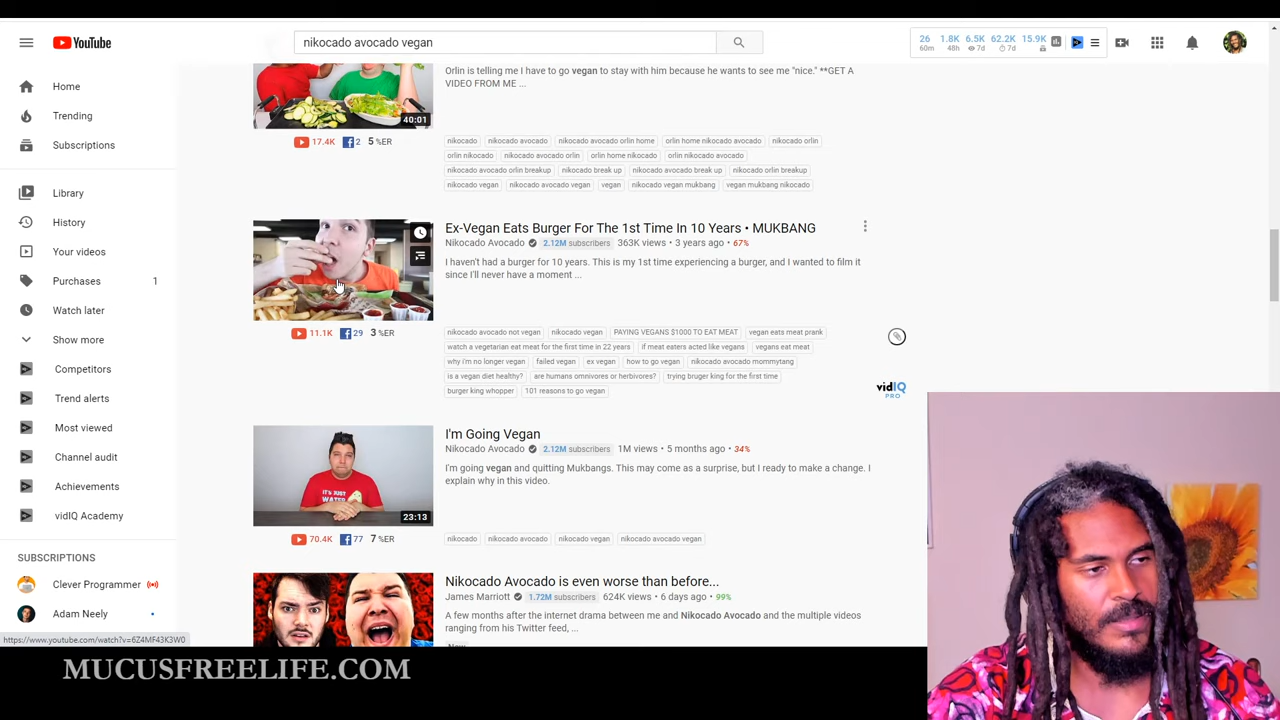 YouTube
nikocado avocado vegan
26 1.8K 6.5K 62.2K 15.9K
60m 48h 7d 7d
Home
Trending
Subscriptions
Library
History
Your videos
Purchases 1
Watch later
Show more
Competitors
Trend alerts
Most viewed
Channel audit
Achievements
vidIQ Academy
SUBSCRIPTIONS
Clever Programmer
Adam Neely
https://www.youtube.com/watch?v=6Z4MF43K3W0
Orlin is telling me I have to go vegan to stay with him because he wants to see me "nice." **GET A
VIDEO FROM ME ...
40:01
17.4K 2 5 %ER
nikocado nikocado avocado nikocado avocado orlin home orlin home nikocado avocado nikocado orlin
orlin nikocado nikocado avocado orlin orlin home nikocado orlin nikocado avocado
nikocado avocado orlin breakup nikocado break up nikocado avocado break up nikocado orlin breakup
nikocado vegan nikocado avocado vegan vegan nikocado vegan mukbang vegan mukbang nikocado
Ex-Vegan Eats Burger For The 1st Time In 10 Years • MUKBANG
Nikocado Avocado 2.12M subscribers 363K views • 3 years ago • 67%
I haven't had a burger for 10 years. This is my 1st time experiencing a burger, and I wanted to film it
since I'll never have a moment ...
11.1K 29 3 %ER
nikocado avocado not vegan nikocado vegan PAYING VEGANS $1000 TO EAT MEAT vegan eats meat prank
watch a vegetarian eat meat for the first time in 22 years if meat eaters acted like vegans vegans eat meat
why i'm no longer vegan failed vegan ex vegan how to go vegan nikocado avocado mommytang
is a vegan diet healthy? are humans omnivores or herbivores? trying bruger king for the first time
burger king whopper 101 reasons to go vegan
vidIQ
PRO
I'm Going Vegan
Nikocado Avocado 2.12M subscribers 1M views • 5 months ago • 34%
I'm going vegan and quitting Mukbangs. This may come as a surprise, but I ready to make a change. I
explain why in this video.
IT'S JUST
WATER
23:13
70.4K 77 7 %ER
nikocado nikocado avocado nikocado vegan nikocado avocado vegan
Nikocado Avocado is even worse than before...
James Marriott 1.72M subscribers 624K views • 6 days ago • 99%
A few months after the internet drama between me and Nikocado Avocado and the multiple videos
ranging from his Twitter feed, ...
MUCUSFREELIFE.COM